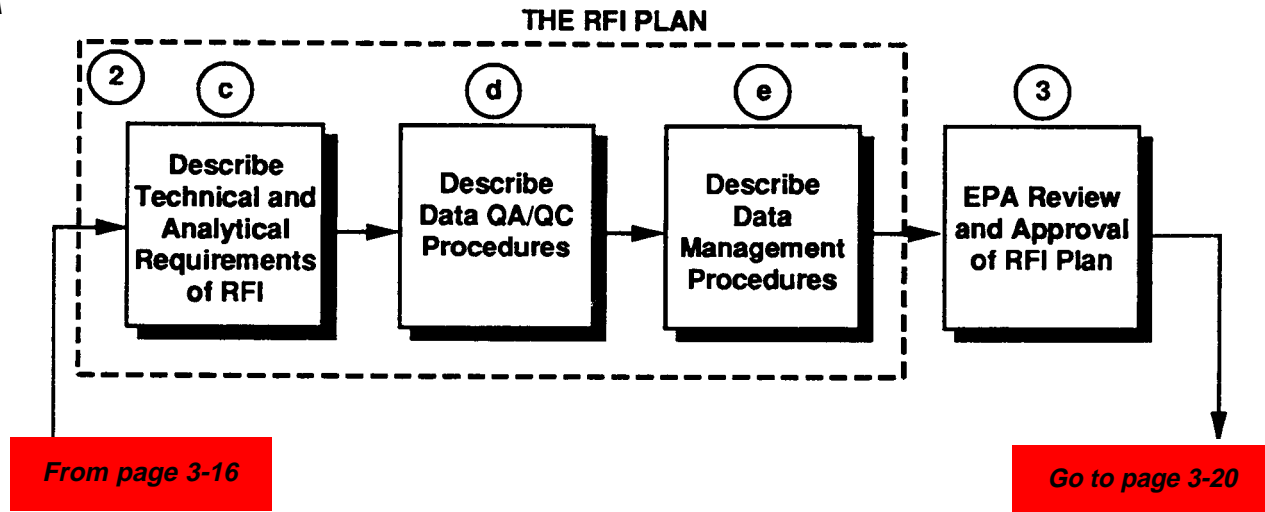 THE RFI PLAN
2
c
d
e
3
Describe
Technical and
Analytical
Requirements
of RFI
Describe
Data QA/QC
Procedures
Describe
Data
Management
Procedures
EPA Review
and Approval
of RFI Plan
From page 3-16
Go to page 3-20